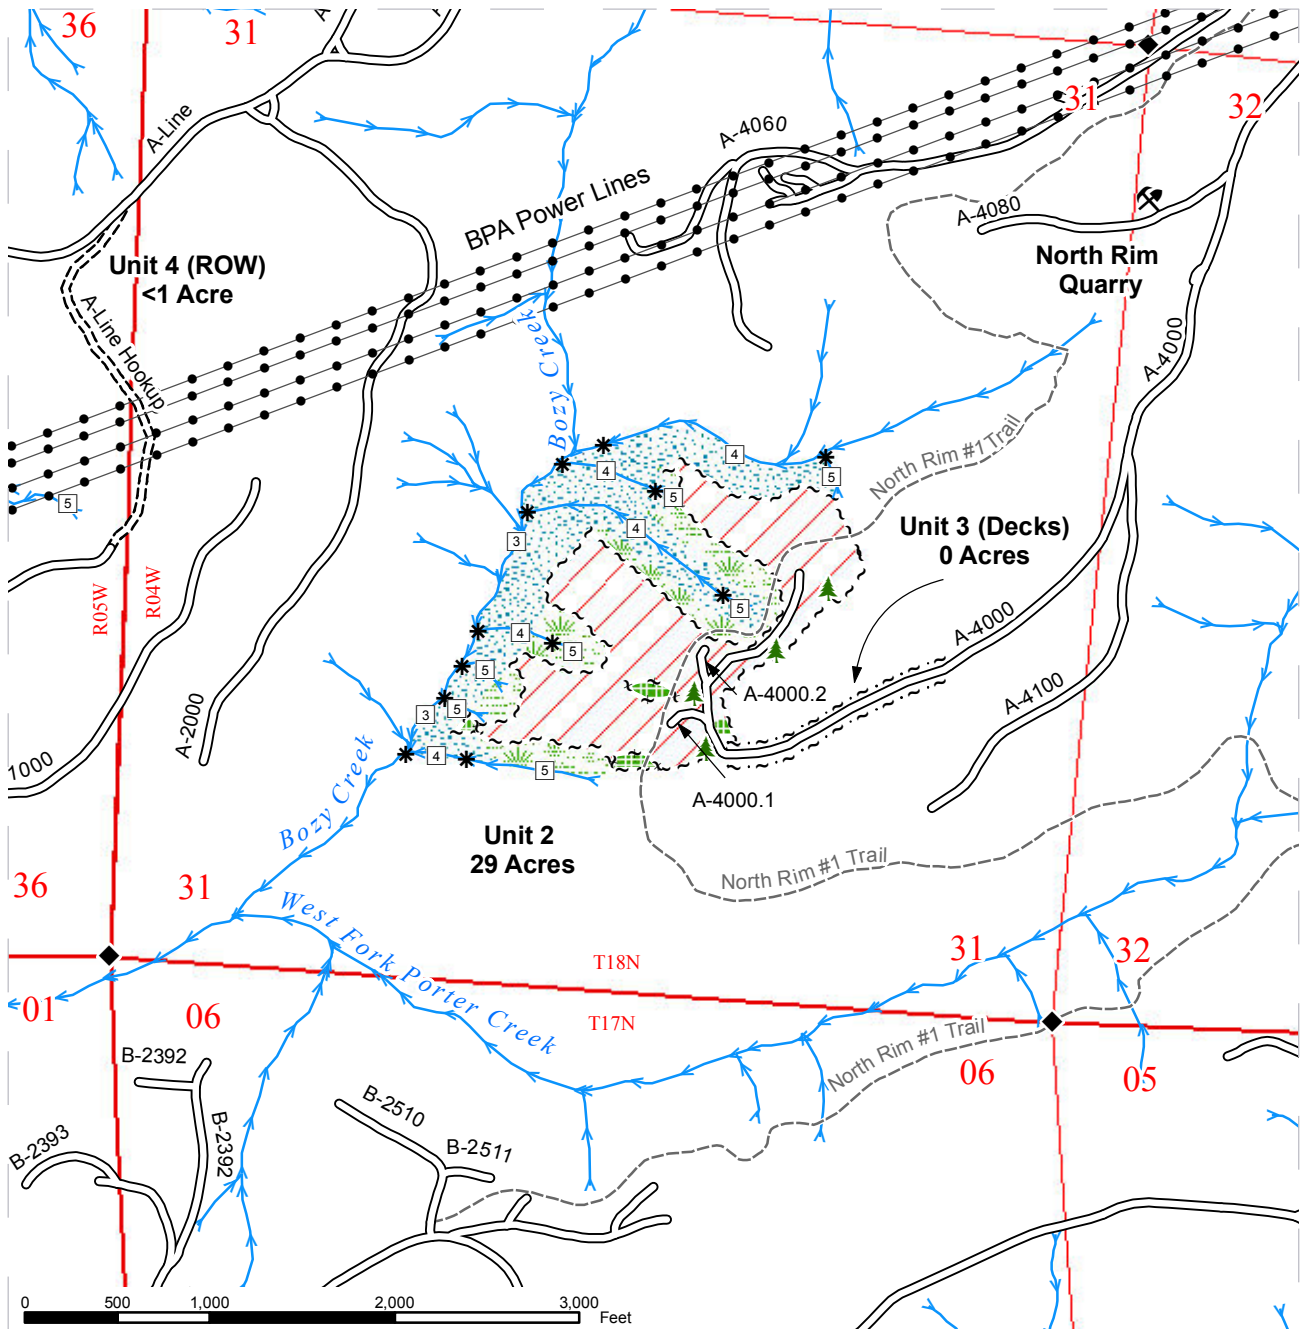 36
31
A
A
A-Line
A-4060
31
32
BPA Power Lines
A-4080
Unit 4 (ROW)
<1 Acre
North Rim
Quarry
A-Line Hookup
Bozy Creek
A-4000
North Rim #1 Trail
4
4
5
5
5
4
3
Unit 3 (Decks)
0 Acres
R05W
R04W
5
4
5
A-4000
5
A-4000.2
A-4100
A-2000
5
3
4
5
1000
A-4000.1
Bozy Creek
Unit 2
29 Acres
North Rim #1 Trail
36
31
West Fork Porter Creek
31
32
T18N
T17N
01
06
North Rim #1 Trail
06
05
B-2392
B-2510
B-2393
B-2392
B-2511
0
500
1,000
2,000
3,000
Feet